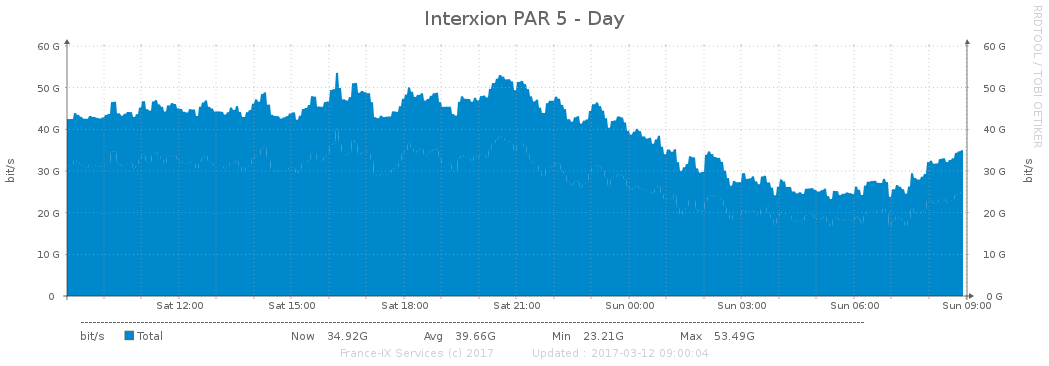 Interxion PAR 5 - Day
RRDTOOL / TOBI OETIKER
60 G 60 G
50 G 50 G
40 G 40 G
30 G 30 G
20 G 20 G
10 G 10 G
0 0 G
bit/s bit/s
Sat 12:00 Sat 15:00 Sat 18:00 Sat 21:00 Sun 00:00 Sun 03:00 Sun 06:00 Sun 09:00
bit/s Total Now 34.92G Avg 39.66G Min 23.21G Max 53.49G
France-IX Services (c) 2017 Updated : 2017-03-12 09:00:04